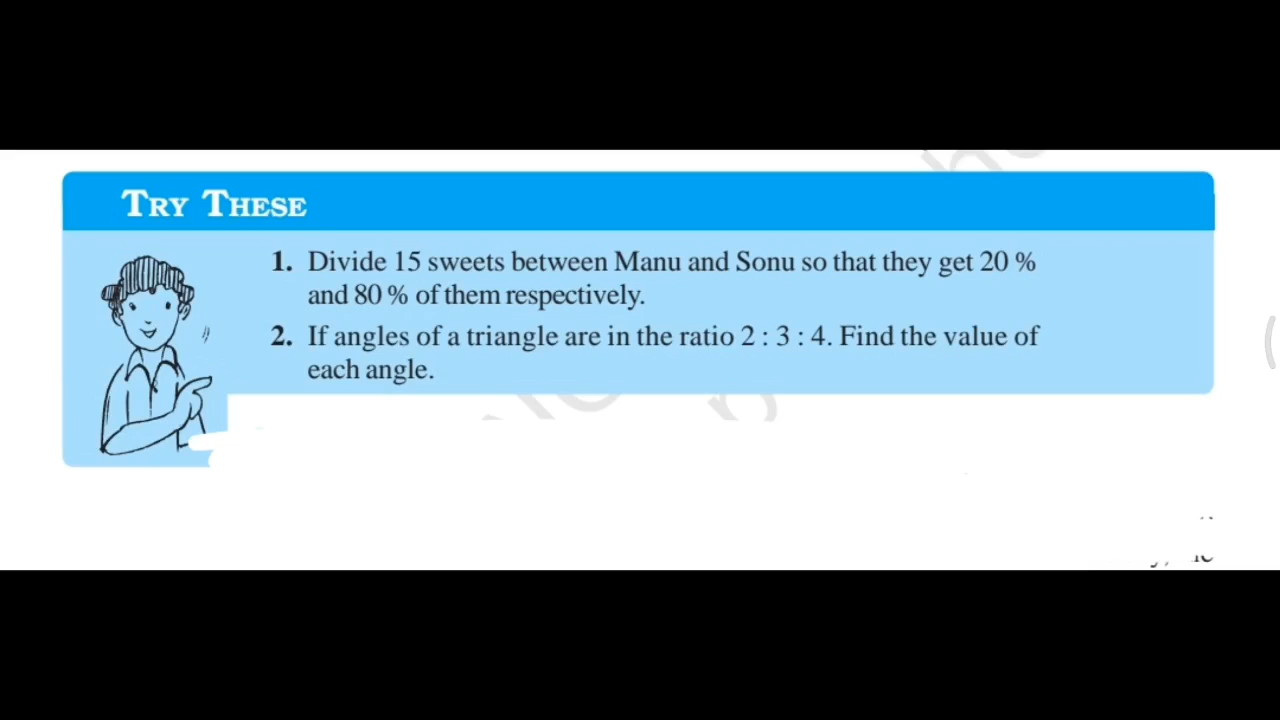 TRY THESE
1. Divide 15 sweets between Manu and Sonu so that they get 20 %
and 80 % of them respectively.
2. If angles of a triangle are in the ratio 2 : 3 : 4. Find the value of
each angle.